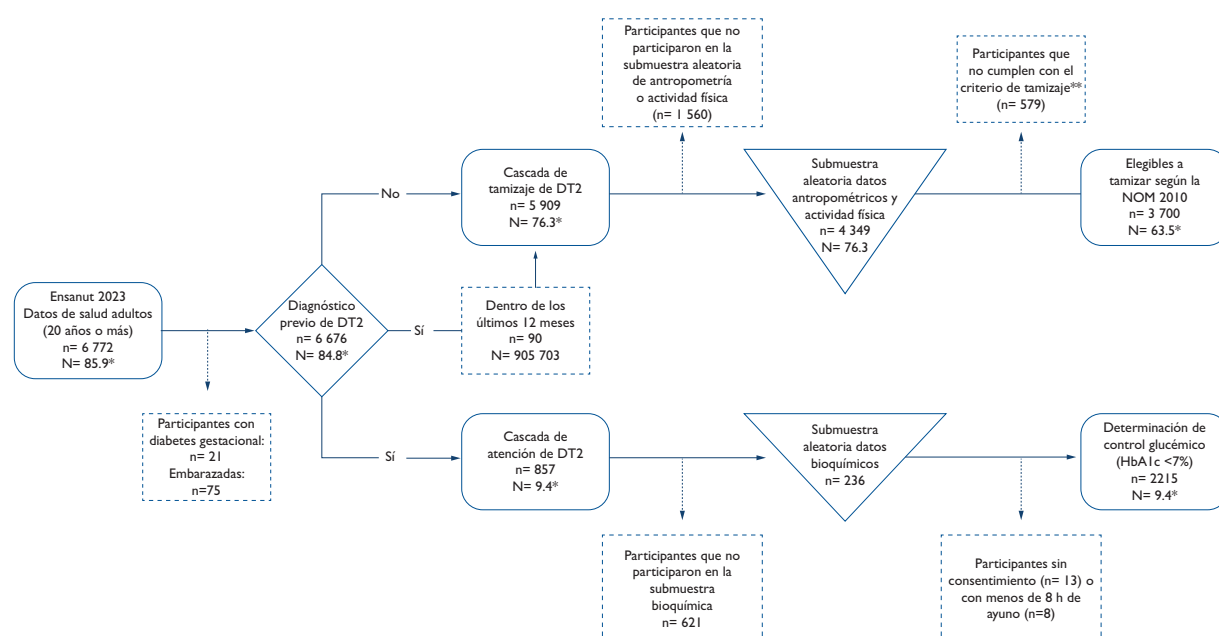 Participantes que no
participaron en la
submuestra aleatoria
de antropometría
o actividad física
(n= 1 560)
Participantes que
no cumplen con el
criterio de tamizaje**
(n= 579)
No
Cascada de
tamizaje de DT2
n= 5 909
N= 76.3*
Submuestra
aleatoria datos
antropométricos y
actividad física
n= 4 349
N= 76.3
Elegibles a
tamizar según la
NOM 2010
n= 3 700
N= 63.5*
Ensanut 2023
Datos de salud adultos
(20 años o más)
n= 6 772
N= 85.9*
Diagnóstico
previo de DT2
n= 6 676
N= 84.8*
Sí
Dentro de los
últimos 12 meses
n= 90
N= 905 703
Participantes con
diabetes gestacional:
n= 21
Embarazadas:
n=75
Sí
Cascada de
atención de DT2
n= 857
N= 9.4*
Submuestra
aleatoria datos
bioquímicos
n= 236
Determinación de
control glucémico
(HbA1c <7%)
n= 2215
N= 9.4*
Participantes que no
participaron en la
submuestra
bioquímica
n= 621
Participantes sin
consentimiento (n= 13) o
con menos de 8 h de
ayuno (n=8)